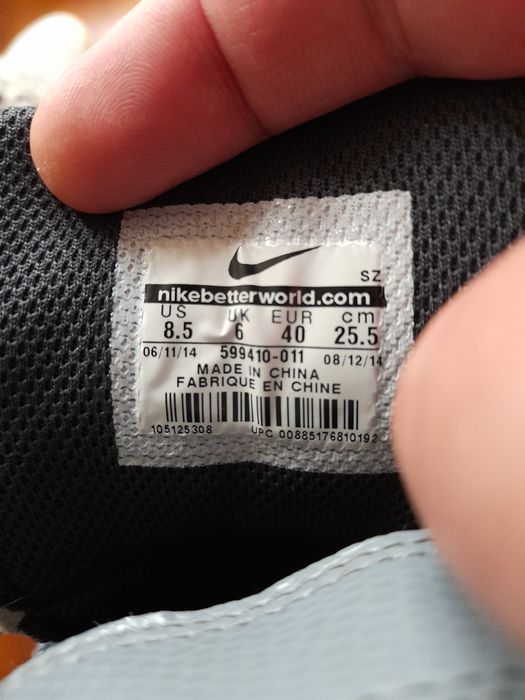 SZ
nikebetterworld.com
US UK EUR cm
8.5 6 40 25.5
06/11/14 599410-011 08/12/14
MADE IN CHINA
FABRIQUE EN CHINE
105125308 UPC 00885176810192